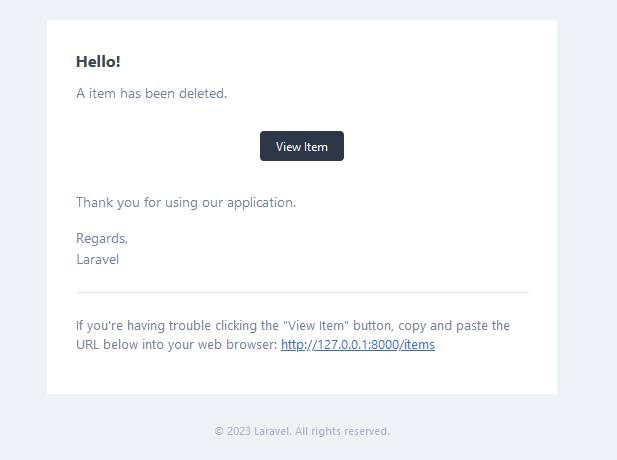 Hello!
A item has been deleted.
View Item
Thank you for using our application.
Regards,
Laravel
If you're having trouble clicking the "View Item" button, copy and paste the
URL below into your web browser: http://127.0.0.1:8000/items
© 2023 Laravel. All rights reserved.